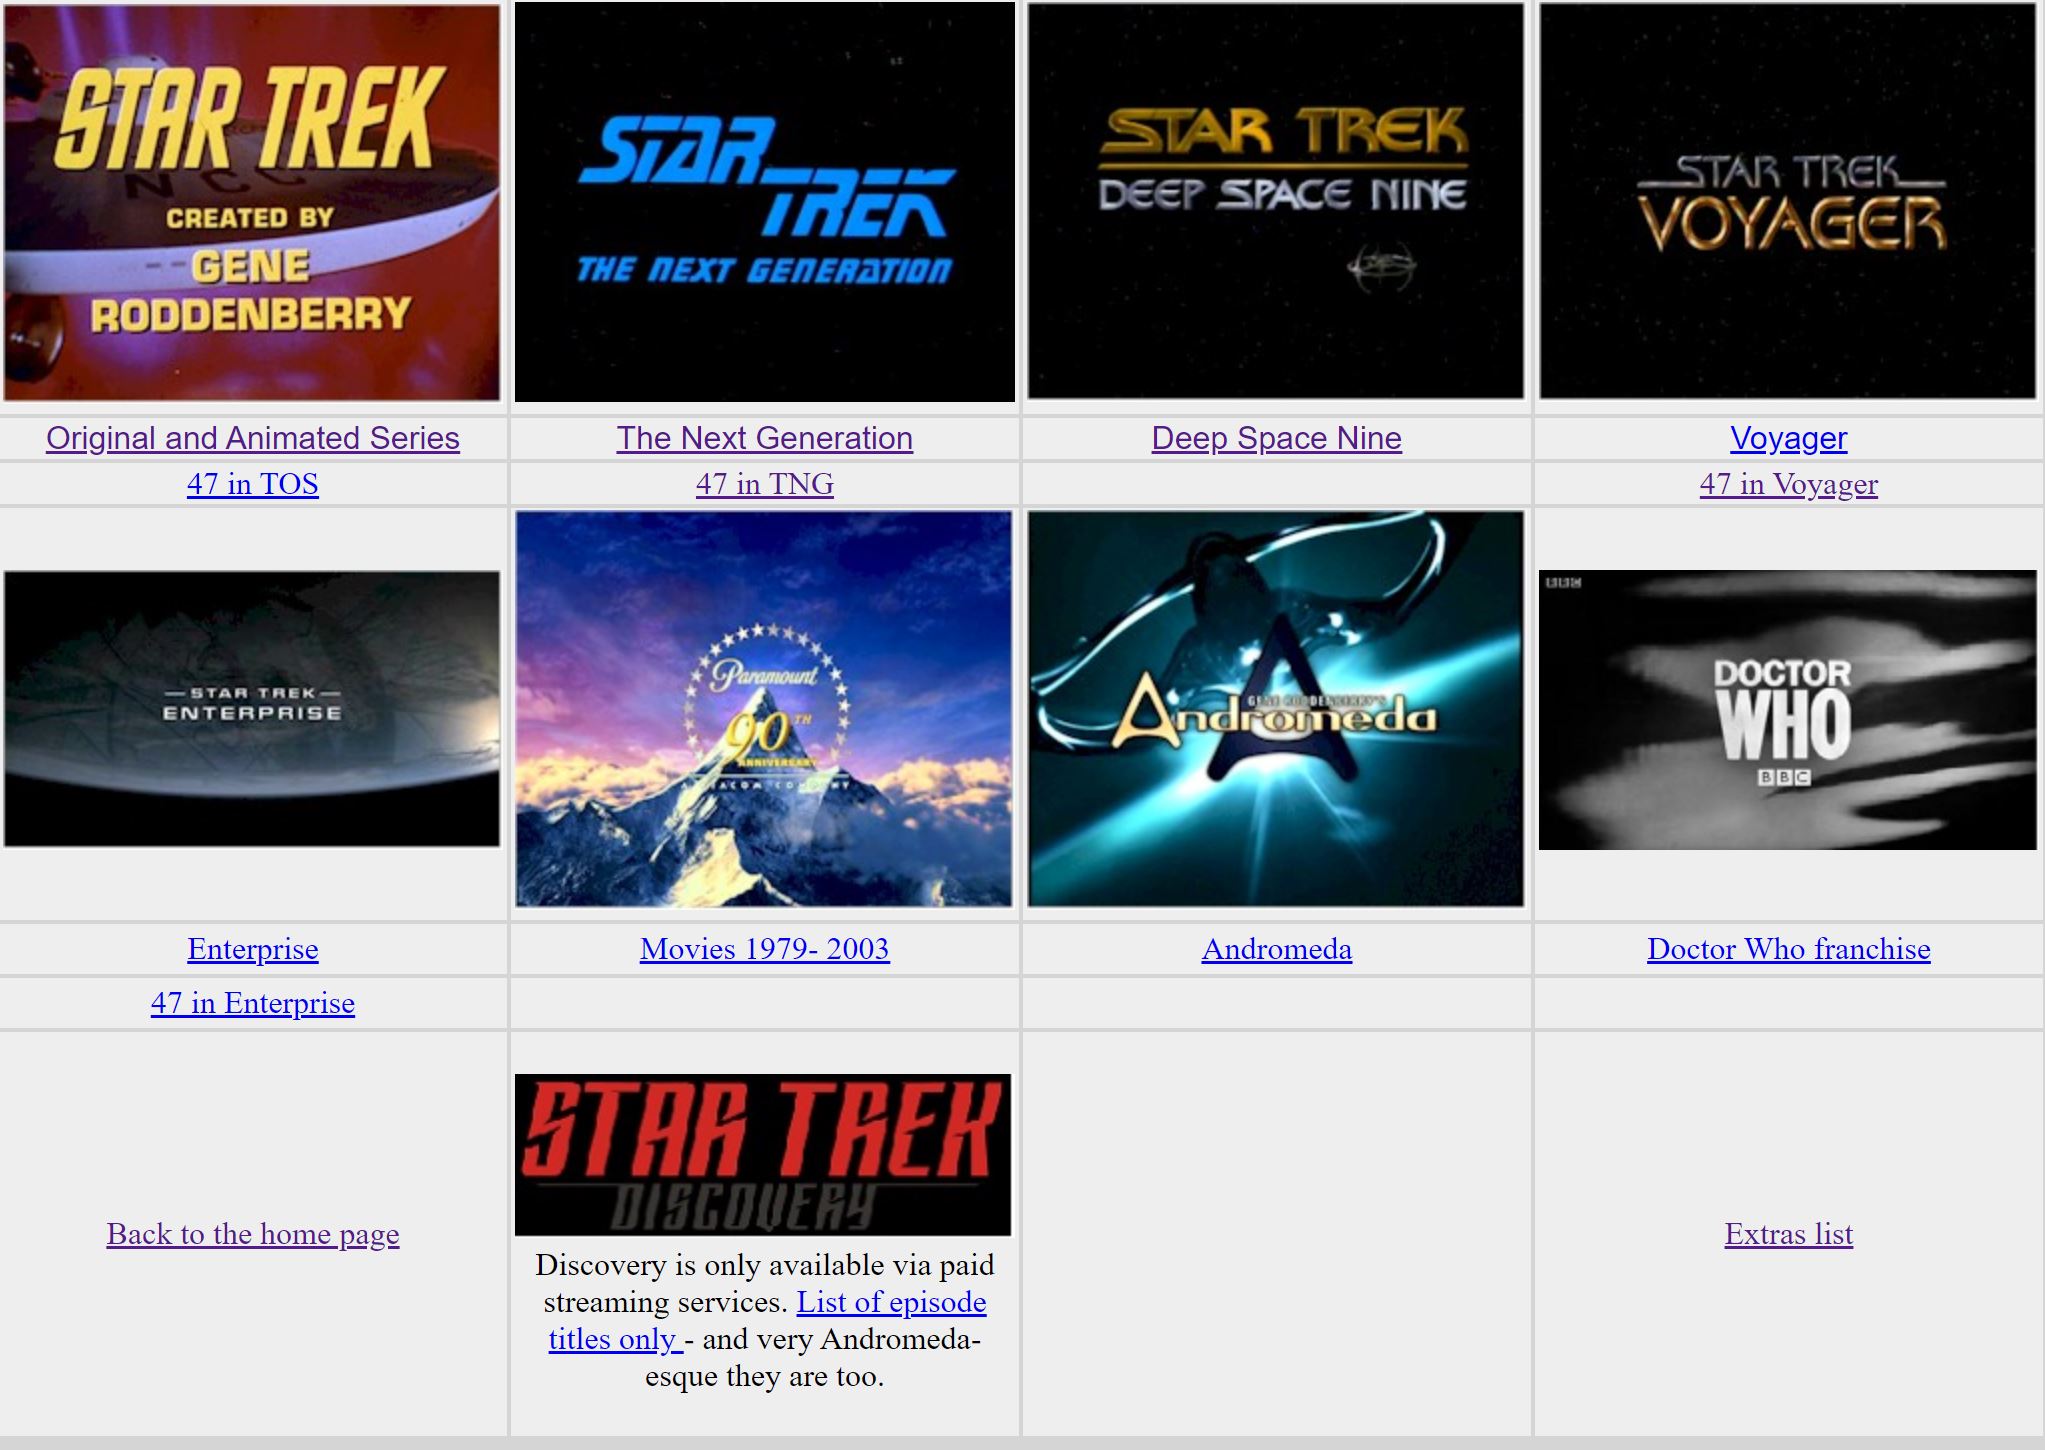 STAR TREK
NCC
CREATED BY
GENE
RODDENBERRY
STAR
TREK
THE NEXT GENERATION
STAR TREK
DEEP SPACE NINE
STAR TREK
VOYAGER
Original and Animated Series
The Next Generation
Deep Space Nine
Voyager
47 in TOS
47 in TNG
47 in Voyager
STAR TREK
ENTERPRISE
Paramount
90TH
ANNIVERSARY
A VIACOM COMPANY
GENE RODDENBERRY'S
Andromeda
BBC
DOCTOR
WHO
BBC
Enterprise
Movies 1979- 2003
Andromeda
Doctor Who franchise
47 in Enterprise
Back to the home page
STAR TREK
DISCOVERY
Discovery is only available via paid
streaming services. List of episode
titles only - and very Andromeda-
esque they are too.
Extras list